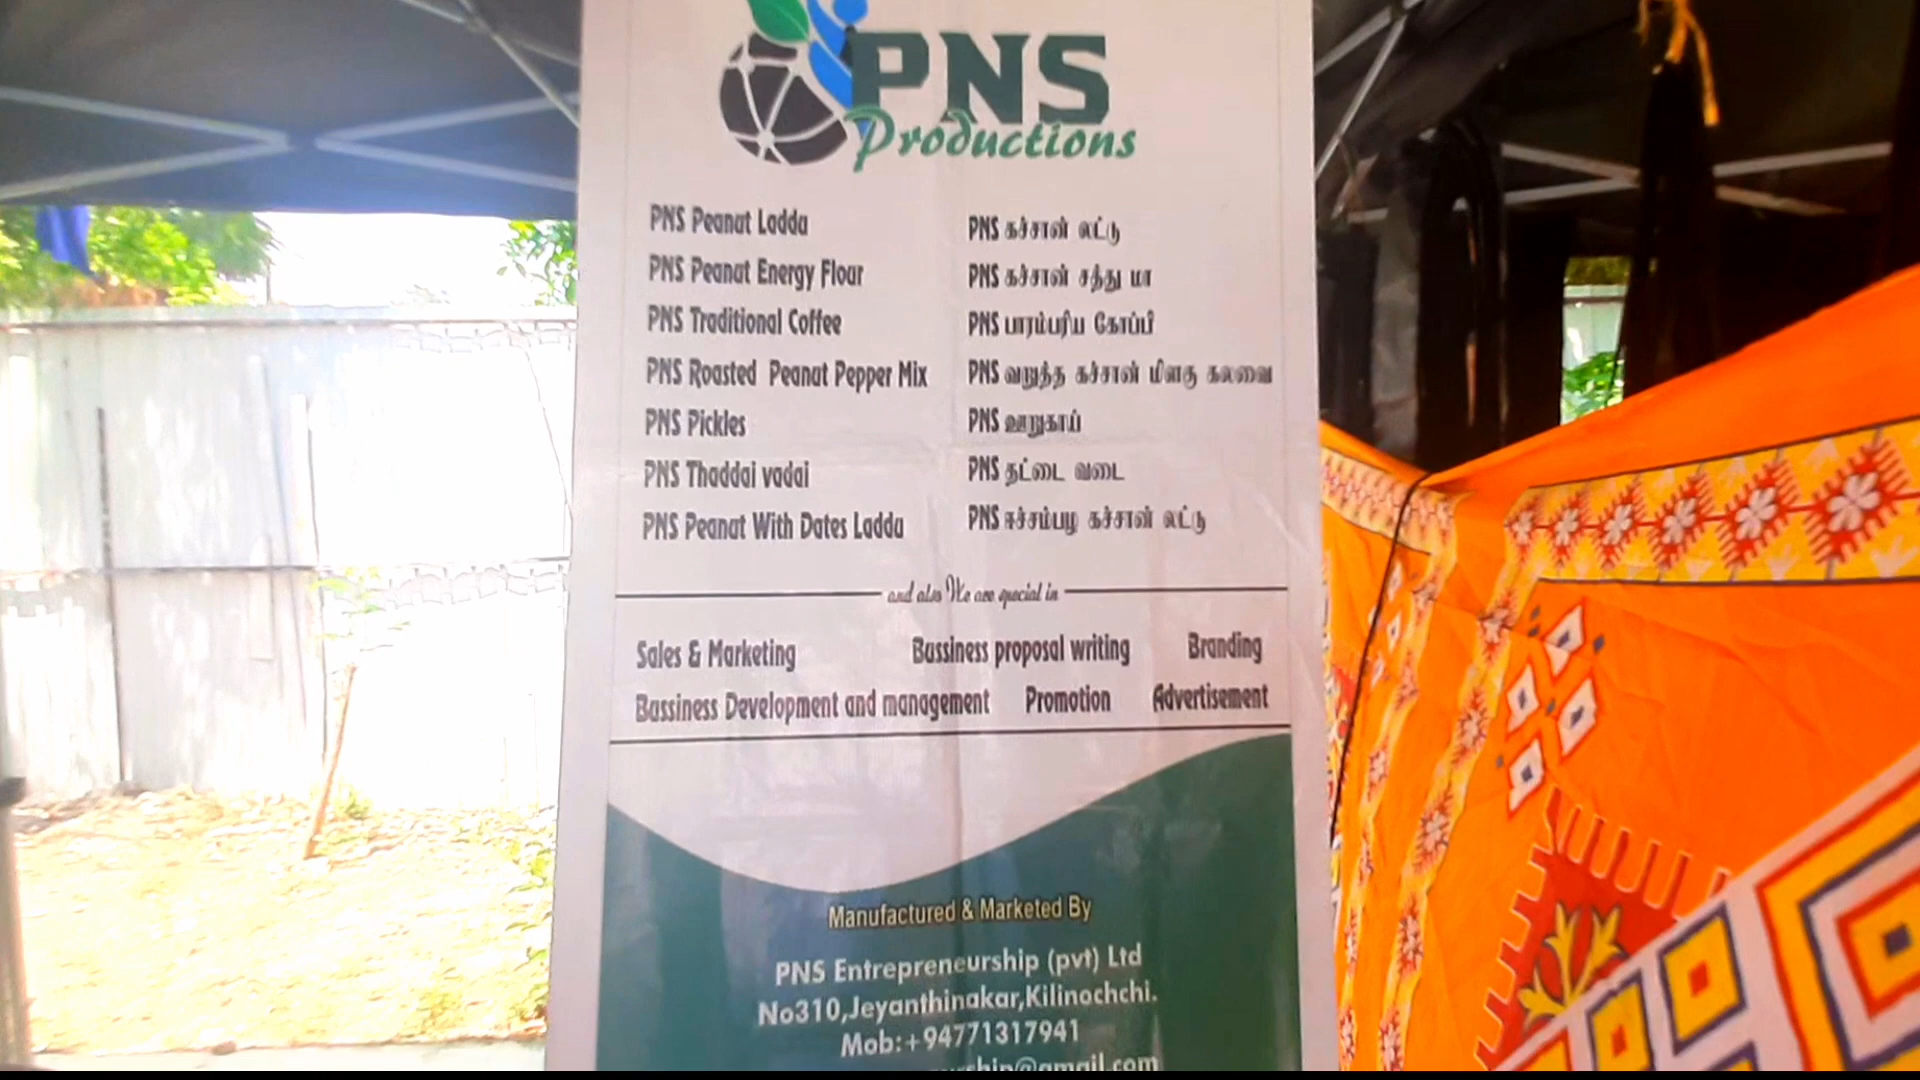 PNS
Productions
PNS Peanut Ladda
PNS கச்சான் லட்டு
PNS Peanut Energy Flour
PNS கச்சான் சத்து மா
PNS Traditional Coffee
PNS பாரம்பரிய கோப்பி
PNS Roasted Peanut Pepper Mix
PNS வறுத்த கச்சான் மிளகு கலவை
PNS Pickles
PNS ஊறுகாய்
PNS Thaddai vadai
PNS தட்டை வடை
PNS Peanut With Dates Ladda
PNS ஈச்சம்பழ கச்சான் லட்டு
and also We are special in
Sales & Marketing Bussiness proposal writing Branding
Bussiness Development and management Promotion Advertisement
Manufactured & Marketed By
PNS Entrepreneurship (pvt) Ltd
No310,Jeyanthinakar,Kilinochchi.
Mob:+94771317941
@gmail.com